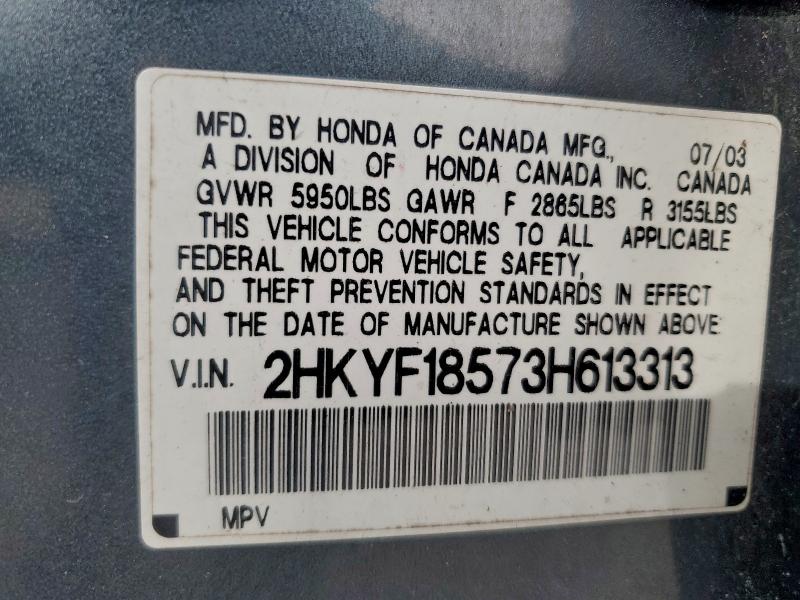 MFD. BY HONDA OF CANADA MFG., 07/03
A DIVISION OF HONDA CANADA INC. CANADA
GVWR 5950LBS GAWR F 2865LBS R 3155LBS
THIS VEHICLE CONFORMS TO ALL APPLICABLE
FEDERAL MOTOR VEHICLE SAFETY,
AND THEFT PREVENTION STANDARDS IN EFFECT
ON THE DATE OF MANUFACTURE SHOWN ABOVE
V.I.N. 2HKYF18573H613313
MPV